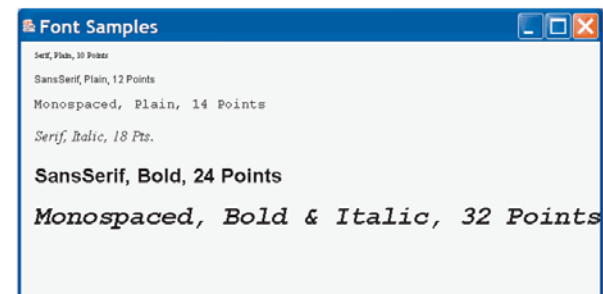 Font Samples
Serif, Plain, 10 Points
SansSerif, Plain, 12 Points
Monospaced, Plain, 14 Points
Serif, Italic, 18 Pts.
SansSerif, Bold, 24 Points
Monospaced, Bold & Italic, 32 Points